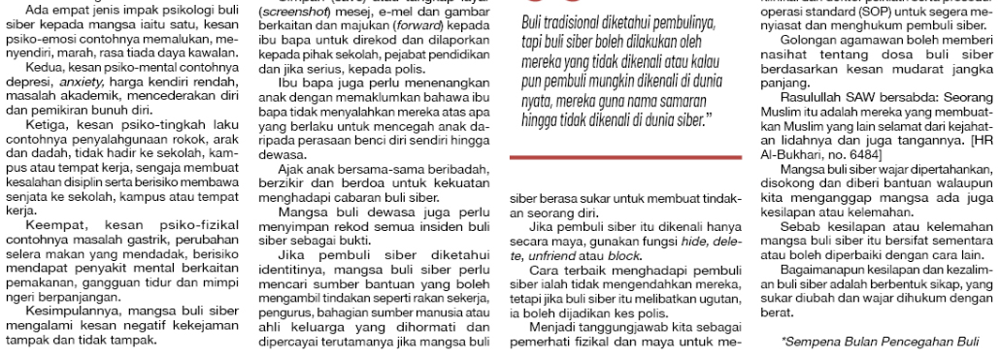 Ada empat jenis impak psikologi buli
siber kepada mangsa iaitu satu, kesan
psiko-emosi contohnya memalukan, me-
nyendiri, marah, rasa tiada daya kawalan.
Kedua, kesan psiko-mental contohnya
depresi, anxiety, harga kendiri rendah,
masalah akademik, mencederakan diri
dan pemikiran bunuh diri.
Ketiga, kesan psiko-tingkah laku
contohnya penyalahgunaan rokok, arak
dan dadah, tidak hadir ke sekolah, kam-
pus atau tempat kerja, sengaja membuat
kesalahan disiplin serta berisiko membawa
senjata ke sekolah, kampus atau tempat
kerja.
Keempat, kesan psiko-fizikal
contohnya masalah gastrik, perubahan
selera makan yang mendadak, berisiko
mendapat penyakit mental berkaitan
pemakanan, gangguan tidur dan mimpi
ngeri berpanjangan.
Kesimpulannya, mangsa buli siber
mengalami kesan negatif kekejaman
tampak dan tidak tampak.
(screenshot) mesej, e-mel dan gambar
berkaitan dan majukan (forward) kepada
ibu bapa untuk direkod dan dilaporkan
kepada pihak sekolah, pejabat pendidikan
dan jika serius, kepada polis.
Ibu bapa juga perlu menenangkan
anak dengan memaklumkan bahawa ibu
bapa tidak menyalahkan mereka atas apa
yang berlaku untuk mencegah anak da-
ripada perasaan benci diri sendiri hingga
dewasa.
Ajak anak bersama-sama beribadah,
berzikir dan berdoa untuk kekuatan
menghadapi cabaran buli siber.
Mangsa buli dewasa juga perlu
menyimpan rekod semua insiden buli
siber sebagai bukti.
Jika pembuli siber diketahui
identitinya, mangsa buli siber perlu
mencari sumber bantuan yang boleh
mengambil tindakan seperti rakan sekerja,
pengurus, bahagian sumber manusia atau
ahli keluarga yang dihormati dan
dipercayai terutamanya jika mangsa buli
Buli tradisional diketahui pembulinya,
tapi buli siber boleh dilakukan oleh
mereka yang tidak dikenali atau kalau
pun pembuli mungkin dikenali di dunia
nyata, mereka guna nama samaran
hingga tidak dikenali di dunia siber.”
siber berasa sukar untuk membuat tindak-
an seorang diri.
Jika pembuli siber itu dikenali hanya
secara maya, gunakan fungsi hide, dele-
te, unfriend atau block.
Cara terbaik menghadapi pembuli
siber ialah tidak mengendahkan mereka,
tetapi jika buli siber itu melibatkan ugutan,
ia boleh dijadikan kes polis.
Menjadi tanggungjawab kita sebagai
pemerhati fizikal dan maya untuk me-
operasi standard (SOP) untuk segera me-
nyiasat dan menghukum pembuli siber.
Golongan agamawan boleh memberi
nasihat tentang dosa buli siber
berdasarkan kesan mudarat jangka
panjang.
Rasulullah SAW bersabda: Seorang
Muslim itu adalah mereka yang membuat-
kan Muslim yang lain selamat dari kejahat-
an lidahnya dan juga tangannya. [HR
Al-Bukhari, no. 6484]
Mangsa buli siber wajar dipertahankan,
disokong dan diberi bantuan walaupun
kita menganggap mangsa ada juga
kesilapan atau kelemahan.
Sebab kesilapan atau kelemahan
mangsa buli siber itu bersifat sementara
atau boleh diperbaiki dengan cara lain.
Bagaimanapun kesilapan dan kezalim-
an buli siber adalah berbentuk sikap, yang
sukar diubah dan wajar dihukum dengan
berat.
*Sempena Bulan Pencegahan Buli